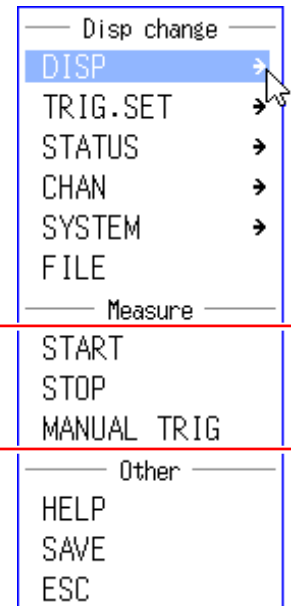 Disp change
DISP
TRIG.SET
STATUS
CHAN
SYSTEM
FILE
Measure
START
STOP
MANUAL TRIG
Other
HELP
SAVE
ESC